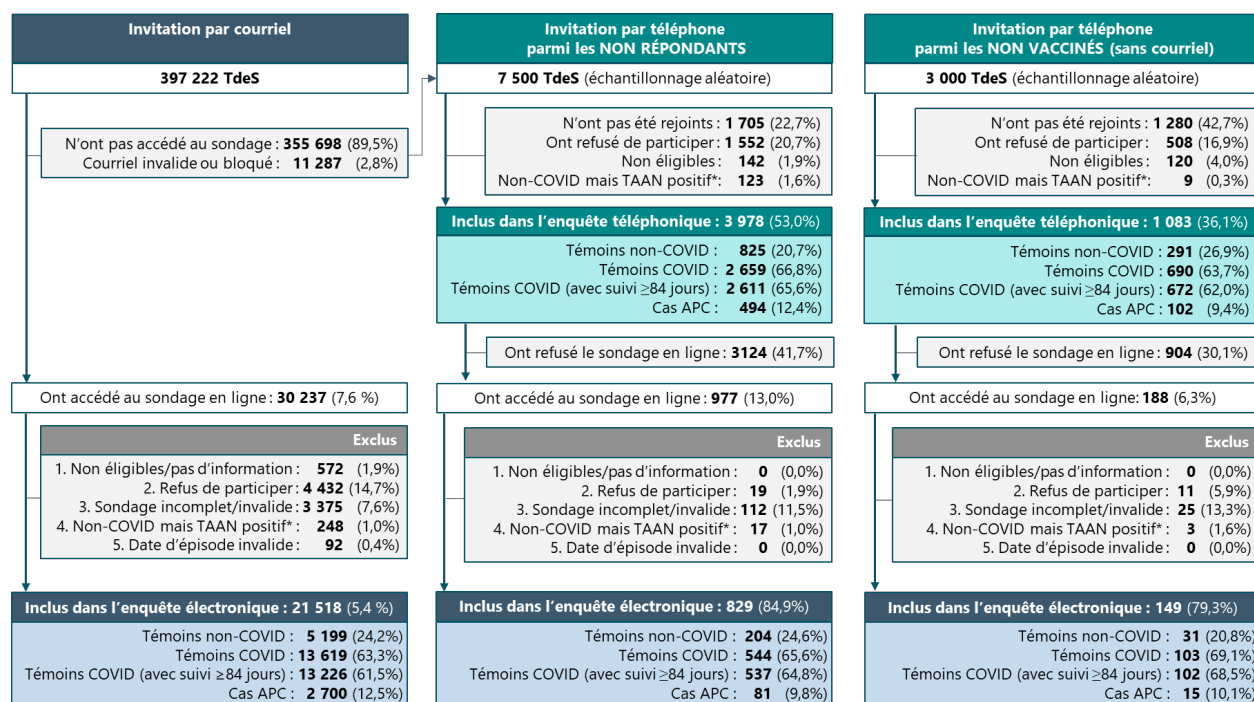 Invitation par courriel
397 222 TdeS
N'ont pas accédé au sondage : 355 698 (89,5%)
Courriel invalide ou bloqué : 11 287 (2,8%)
Ont accédé au sondage en ligne : 30 237 (7,6 %)
Exclus
1. Non éligibles/pas d'information : 572 (1,9%)
2. Refus de participer : 4 432 (14,7%)
3. Sondage incomplet/invalide : 3 375 (7,6%)
4. Non-COVID mais TAAN positif* : 248 (1,0%)
5. Date d'épisode invalide : 92 (0,4%)
Inclus dans l'enquête électronique : 21 518 (5,4 %)
Témoins non-COVID : 5 199 (24,2%)
Témoins COVID : 13 619 (63,3%)
Témoins COVID (avec suivi ≥84 jours) : 13 226 (61,5%)
Cas APC : 2 700 (12,5%)
Invitation par téléphone
parmi les NON RÉPONDANTS
7 500 TdeS (échantillonnage aléatoire)
N'ont pas été rejoints : 1 705 (22,7%)
Ont refusé de participer : 1 552 (20,7%)
Non éligibles : 142 (1,9%)
Non-COVID mais TAAN positif*: 123 (1,6%)
Inclus dans l'enquête téléphonique : 3 978 (53,0%)
Témoins non-COVID : 825 (20,7%)
Témoins COVID : 2 659 (66,8%)
Témoins COVID (avec suivi ≥84 jours) : 2 611 (65,6%)
Cas APC : 494 (12,4%)
Ont refusé le sondage en ligne : 3124 (41,7%)
Ont accédé au sondage en ligne : 977 (13,0%)
Exclus
1. Non éligibles/pas d'information : 0 (0,0%)
2. Refus de participer : 19 (1,9%)
3. Sondage incomplet/invalide : 112 (11,5%)
4. Non-COVID mais TAAN positif* : 17 (1,0%)
5. Date d'épisode invalide : 0 (0,0%)
Inclus dans l'enquête électronique : 829 (84,9%)
Témoins non-COVID : 204 (24,6%)
Témoins COVID : 544 (65,6%)
Témoins COVID (avec suivi ≥84 jours) : 537 (64,8%)
Cas APC : 81 (9,8%)
Invitation par téléphone
parmi les NON VACCINÉS (sans courriel)
3 000 TdeS (échantillonnage aléatoire)
N'ont pas été rejoints : 1 280 (42,7%)
Ont refusé de participer : 508 (16,9%)
Non éligibles : 120 (4,0%)
Non-COVID mais TAAN positif*: 9 (0,3%)
Inclus dans l'enquête téléphonique : 1 083 (36,1%)
Témoins non-COVID : 291 (26,9%)
Témoins COVID : 690 (63,7%)
Témoins COVID (avec suivi ≥84 jours) : 672 (62,0%)
Cas APC : 102 (9,4%)
Ont refusé le sondage en ligne : 904 (30,1%)
Ont accédé au sondage en ligne: 188 (6,3%)
Exclus
1. Non éligibles/pas d'information : 0 (0,0%)
2. Refus de participer : 11 (5,9%)
3. Sondage incomplet/invalide : 25 (13,3%)
4. Non-COVID mais TAAN positif* : 3 (1,6%)
5. Date d'épisode invalide : 0 (0,0%)
Inclus dans l'enquête électronique : 149 (79,3%)
Témoins non-COVID : 31 (20,8%)
Témoins COVID : 103 (69,1%)
Témoins COVID (avec suivi ≥84 jours) : 102 (68,5%)
Cas APC : 15 (10,1%)